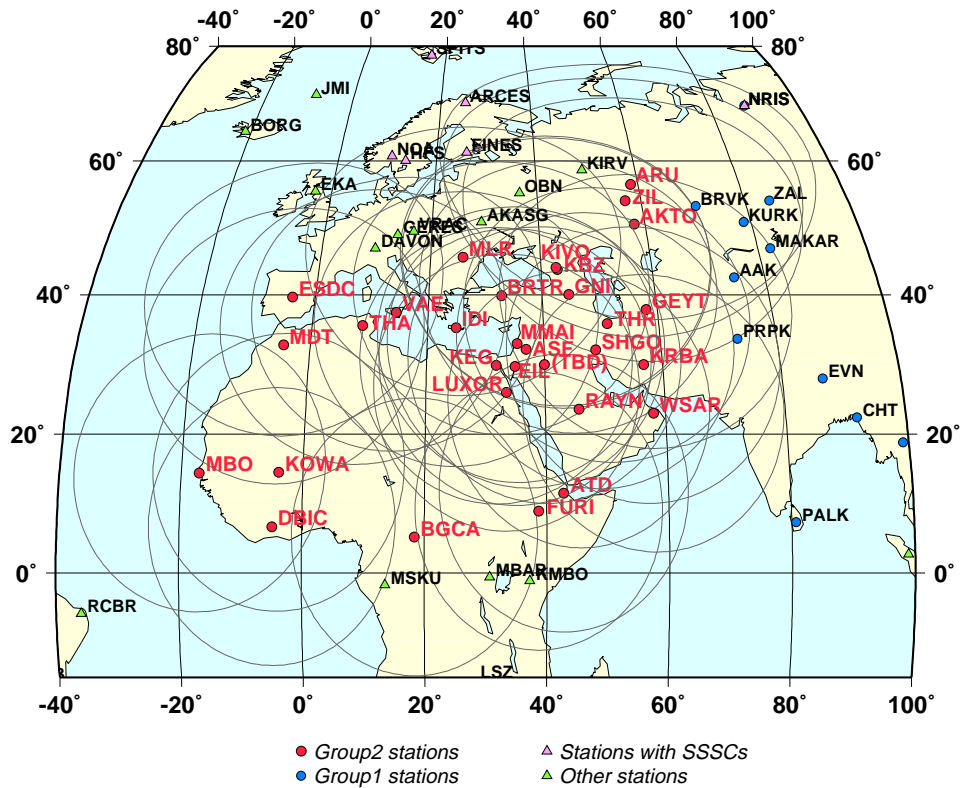 -40˚ -20˚ 0˚ 20˚ 40˚ 60˚ 80˚ 100˚
80˚ 80˚
SPITS
JMI
ARCES
NRIS
BORG
NOA
HFS
FINES
60˚ 60˚
KIRV
ARU
EKA
OBN
ZIL
BRVK
ZAL
AKTO
KURK
VRAC
GERES
AKASG
DAVON
MLR
KIVO
KBZ
MAKAR
AAK
40˚ 40˚
ESDC
VAE
BRTR
GNI
GEYT
MDT
THA
IDI
THR
MMAI
ASF
SHGO
PRPK
KEG
EIL
(TBD)
KRBA
LUXOR
RAYN
WSAR
EVN
CHT
20˚ 20˚
MBO
KOWA
ATD
FURI
DBIC
BGCA
PALK
0˚ 0˚
MSKU
MBAR
KMBO
RCBR
LSZ
-40 -20 0 20 40 60 80 100
Group2 stations
Stations with SSSCs
Group1 stations
Other stations